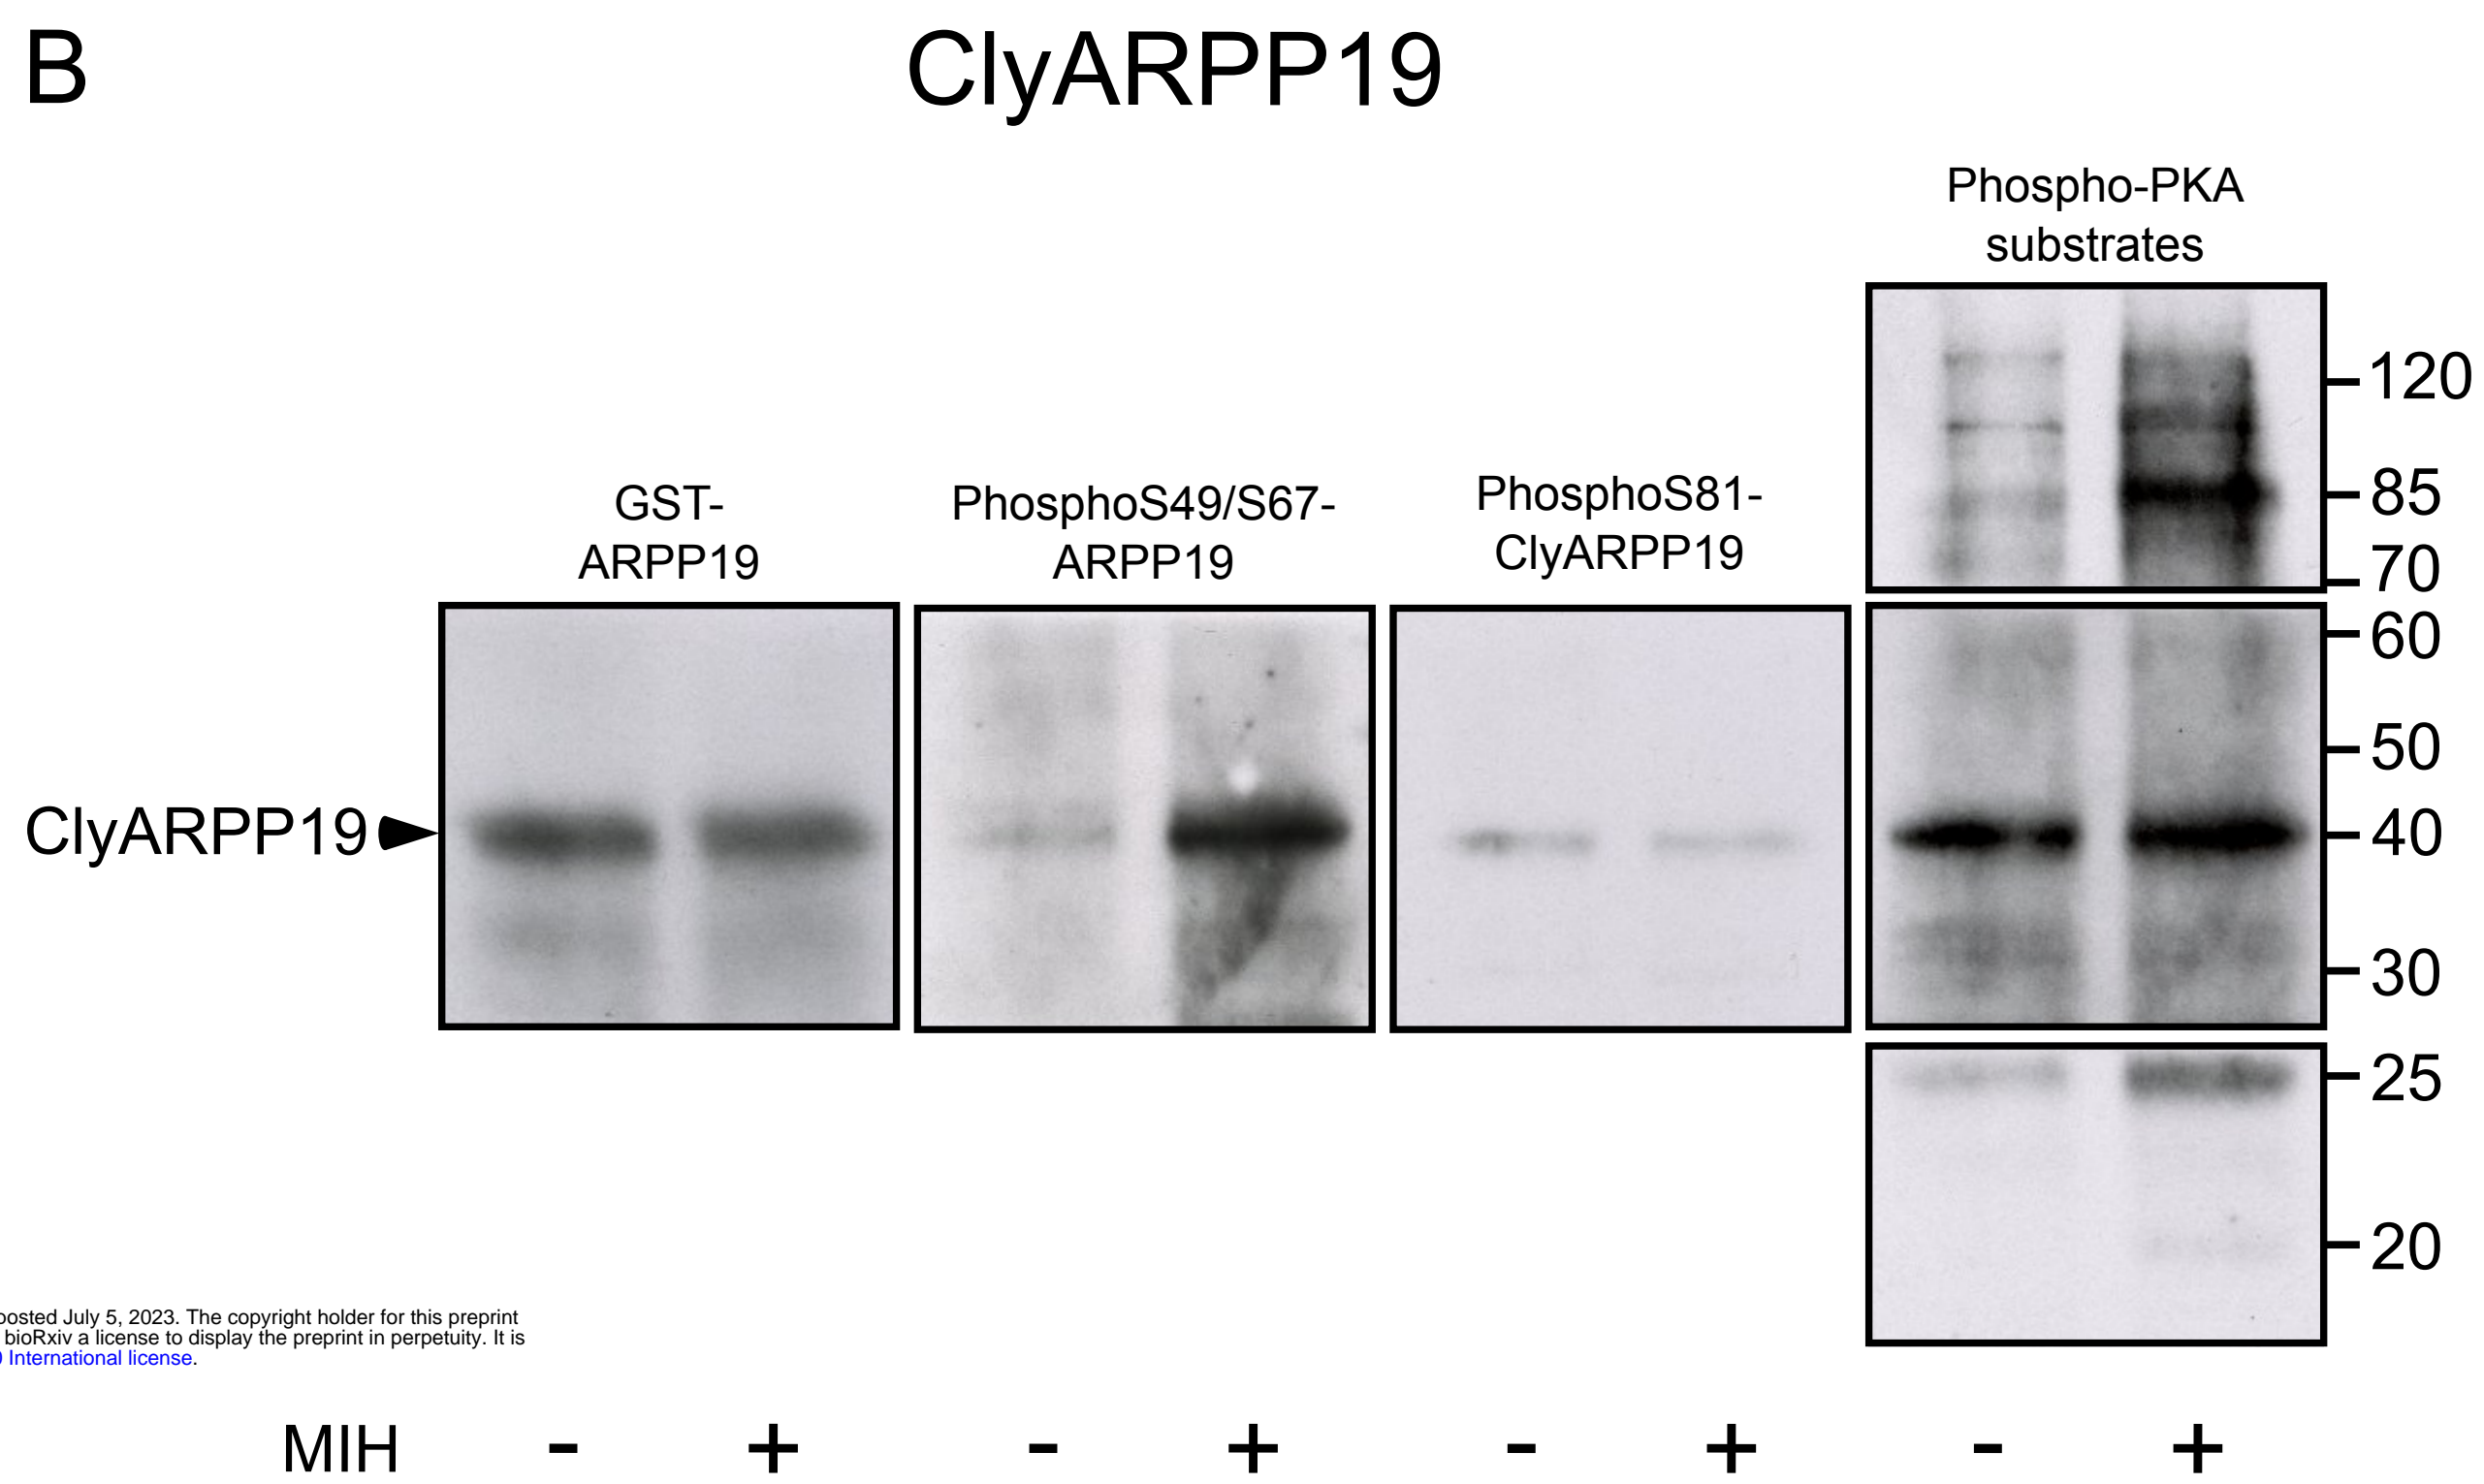 B
ClyARPP19
Phospho-PKA
substrates
120
85
70
GST-
ARPP19
PhosphoS49/S67-
ARPP19
PhosphoS81-
ClyARPP19
60
50
ClyARPP19
40
30
25
20
posted July 5, 2023. The copyright holder for this preprint
bioRxiv a license to display the preprint in perpetuity. It is
International license.
MIH - + - + - + - +